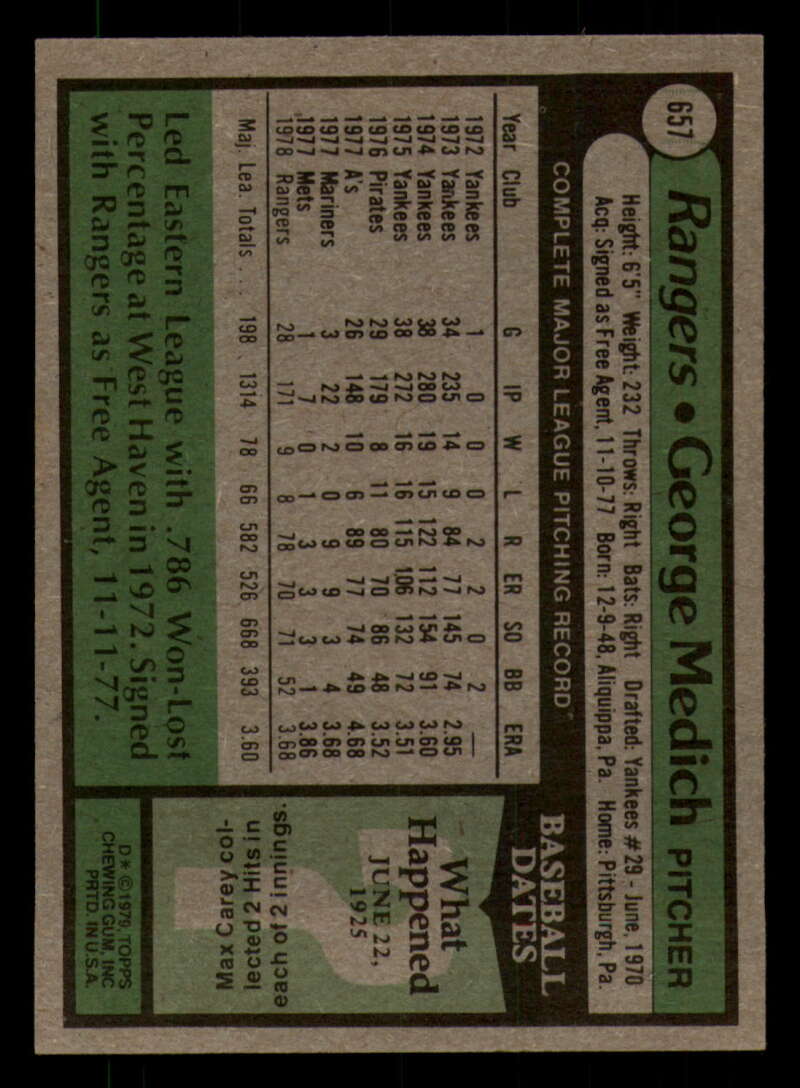 657
Rangers • George Medich PITCHER
Height: 6'5" Weight: 232 Throws: Right Bats: Right Drafted: Yankees #29 - June, 1970
Acq: Signed as Free Agent, 11-10-77 Born: 12-9-48, Aliquippa, Pa. Home: Pittsburgh, Pa.
COMPLETE MAJOR LEAGUE PITCHING RECORD
Year Club G IP W L R ER SO BB ERA
1972 Yankees 1 0 0 0 2 2 0 2 —
1973 Yankees 34 235 14 9 84 77 145 74 2.95
1974 Yankees 38 280 19 15 122 112 154 91 3.60
1975 Yankees 38 272 16 16 115 106 132 72 3.51
1976 Pirates 29 179 8 11 80 70 86 48 3.52
1977 A's 26 148 10 6 89 77 74 49 4.68
1977 Mariners 3 22 2 0 9 9 3 4 3.68
1977 Mets 1 7 0 1 3 3 3 1 3.86
1978 Rangers 28 171 9 8 78 70 71 52 3.68
Maj. Lea. Totals . . . 198 1314 78 66 582 526 668 393 3.60
Led Eastern League with .786 Won-Lost
Percentage at West Haven in 1972. Signed
with Rangers as Free Agent, 11-11-77.
BASEBALL
DATES
What
Happened
JUNE 22,
1925
Max Carey col-
lected 2 Hits in
each of 2 innings.
D* © 1979, TOPPS
CHEWING GUM, INC
PRTD. IN U.S.A.